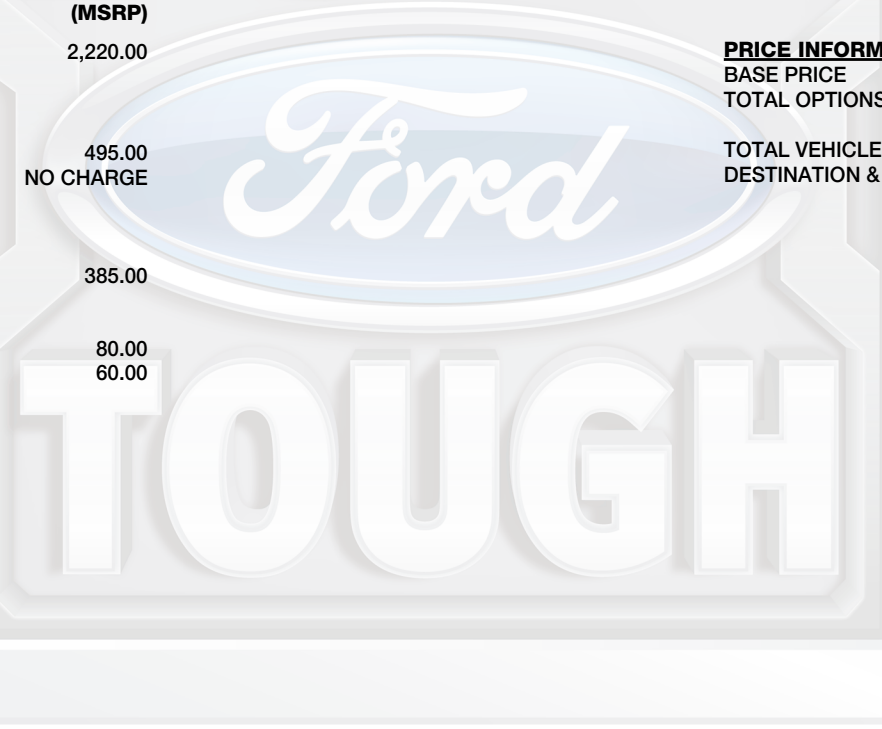 (MSRP)
2,220.00
495.00
NO CHARGE
385.00
80.00
60.00
PRICE INFORM
BASE PRICE
TOTAL OPTIONS
TOTAL VEHICLE
DESTINATION &
Ford
TOUGH